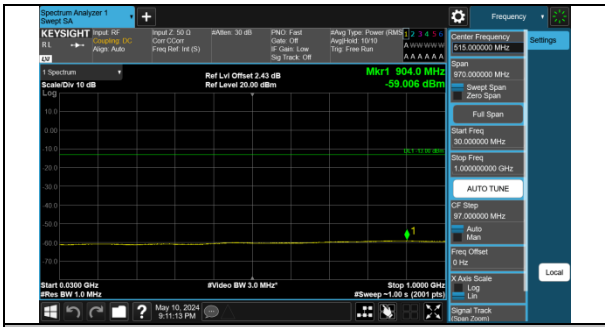 Spectrum Analyzer 1
Swept SA
+
Frequency
KEYSIGHT Input: RF Input Z: 50 Ω #Atten: 30 dB PNO: Fast #Avg Type: Power (RMS 1 2 3 4 5 6
RL Coupling: DC Corr CCorr Gate: Off Avg|Hold: 10/10 A W W W W W
Align: Auto Freq Ref: Int (S) IF Gain: Low Trig: Free Run
Sig Track: Off A A A A A A
LXI
1 Spectrum Ref Lvl Offset 2.43 dB Mkr1 904.0 MHz
Scale/Div 10 dB Ref Level 20.00 dBm -59.006 dBm
Log
10.0
0.00
-10.0
DL1 -13.00 dBm
-20.0
-30.0
-40.0
-50.0
1
-60.0
-70.0
Start 0.0300 GHz #Video BW 3.0 MHz* Stop 1.0000 GHz
#Res BW 1.0 MHz #Sweep ~1.00 s (2001 pts)
? May 10, 2024
9:11:13 PM
Center Frequency
515.000000 MHz
Span
970.000000 MHz
Swept Span
Zero Span
Full Span
Start Freq
30.000000 MHz
Stop Freq
1.000000000 GHz
AUTO TUNE
CF Step
97.000000 MHz
Auto
Man
Freq Offset
0 Hz
X Axis Scale
Log
Lin
Signal Track
(Span Zoom)
Settings
Local